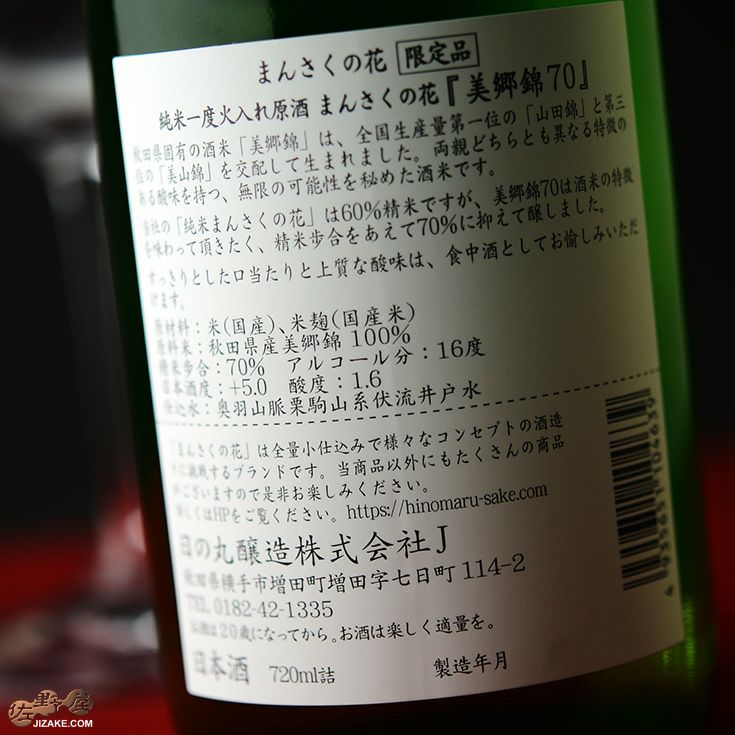 まんさくの花 限定品
純米一度火入れ原酒 まんさくの花『美郷錦70』
秋田県固有の酒米「美郷錦」は、全国生産量第一位の「山田錦」と第三
位の「美山錦」を交配して生まれました。両親どちらとも異なる特徴の
ある酸味を持つ、無限の可能性を秘めた酒米です。
当社の「純米まんさくの花」は60%精米ですが、美郷錦70は酒米の特徴
を味わって頂きたく、精米歩合をあえて70%に抑えて醸しました。
すっきりとした口当たりと上質な酸味は、食中酒としてお愉しみいただ
けます。
原材料：米(国産)、米麹(国産米)
原料米：秋田県産美郷錦 100%
精米歩合：70% アルコール分：16度
日本酒度：+5.0 酸度：1.6
仕込水：奥羽山脈栗駒山系伏流井戸水
「まんさくの花」は全量小仕込みで様々なコンセプトの酒造
りに挑戦するブランドです。当商品以外にもたくさんの商品
がございますので是非お楽しみください。
詳しくはHPをご覧ください。https://hinomaru-sake.com
日の丸醸造株式会社J
秋田県横手市増田町増田字七日町114-2
TEL 0182-42-1335
お酒は20歳になってから。お酒は楽しく適量を。
日本酒 720ml詰 製造年月
4 935651 104639
佐野屋
JIZAKE.COM